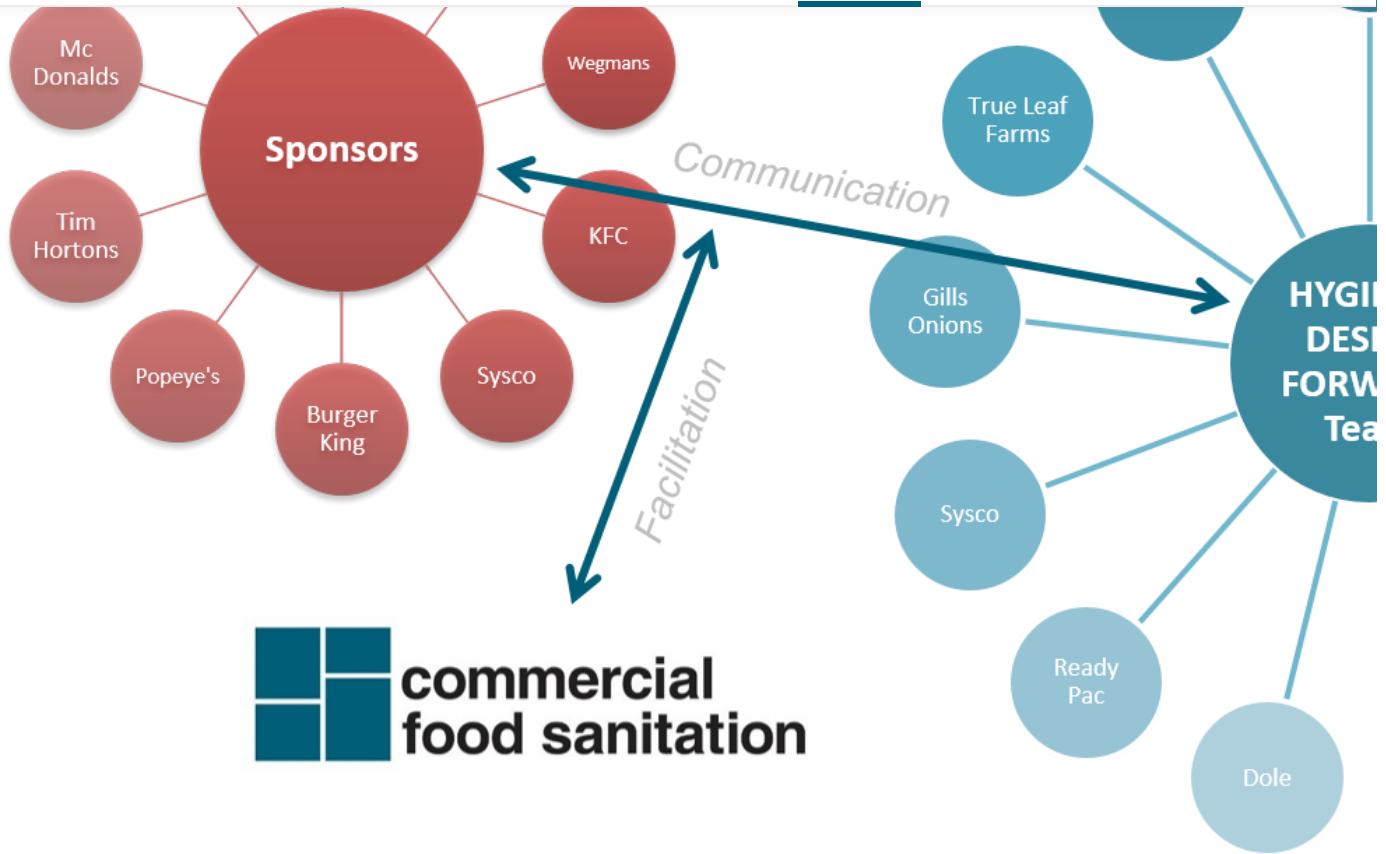 Mc
Donalds
Wegmans
Sponsors
Tim
Hortons
KFC
Popeye's
Burger
King
Sysco
Communication
Facilitation
commercial
food sanitation
True Leaf
Farms
Gills
Onions
Sysco
Ready
Pac
Dole
FORW